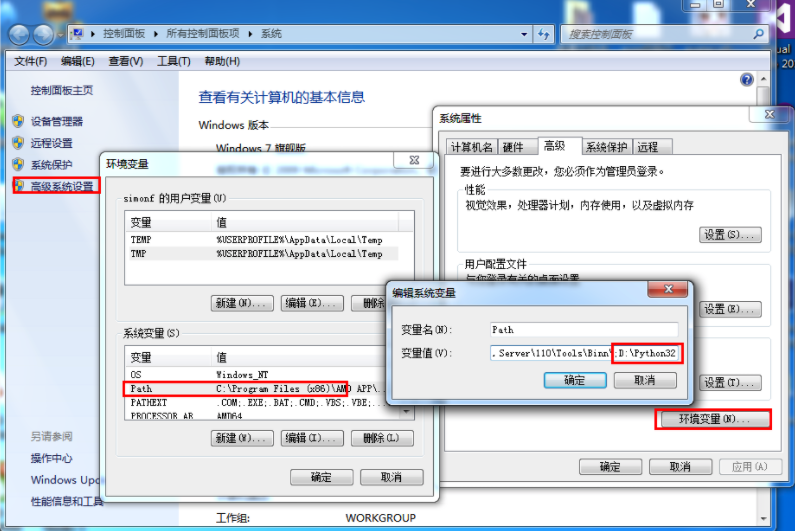 控制面板 ▸ 所有控制面板项 ▸ 系统
搜索控制面板
文件(F) 编辑(E) 查看(V) 工具(T) 帮助(H)
控制面板主页
设备管理器
远程设置
系统保护
高级系统设置
另请参阅
操作中心
Windows Upd
性能信息和工具
查看有关计算机的基本信息
Windows 版本
Windows 7 旗舰版
工作组: WORKGROUP
环境变量
simonf 的用户变量(U)
变量 值
TEMP %USERPROFILE%\AppData\Local\Temp
TMP %USERPROFILE%\AppData\Local\Temp
新建(N)... 编辑(E)... 删除
系统变量(S)
变量 值
OS Windows_NT
Path C:\Program Files (x86)\AMD APP\...
PATHEXT .COM;.EXE;.BAT;.CMD;.VBS;.VBE;...
PROCESSOR_AR AMD64
新建(W)... 编辑(I)... 删除(L)
确定 取消
系统属性
计算机名 硬件 高级 系统保护 远程
要进行大多数更改，您必须作为管理员登录。
性能
视觉效果，处理器计划，内存使用，以及虚拟内存
设置(S)...
用户配置文件
与您登录有关的桌面设置
设置(E)...
设置(T)...
环境变量(N)...
确定 取消 应用(A)
编辑系统变量
变量名(N): Path
变量值(V): . Server\110\Tools\Binn\;D:\Python32
确定 取消
ual
20